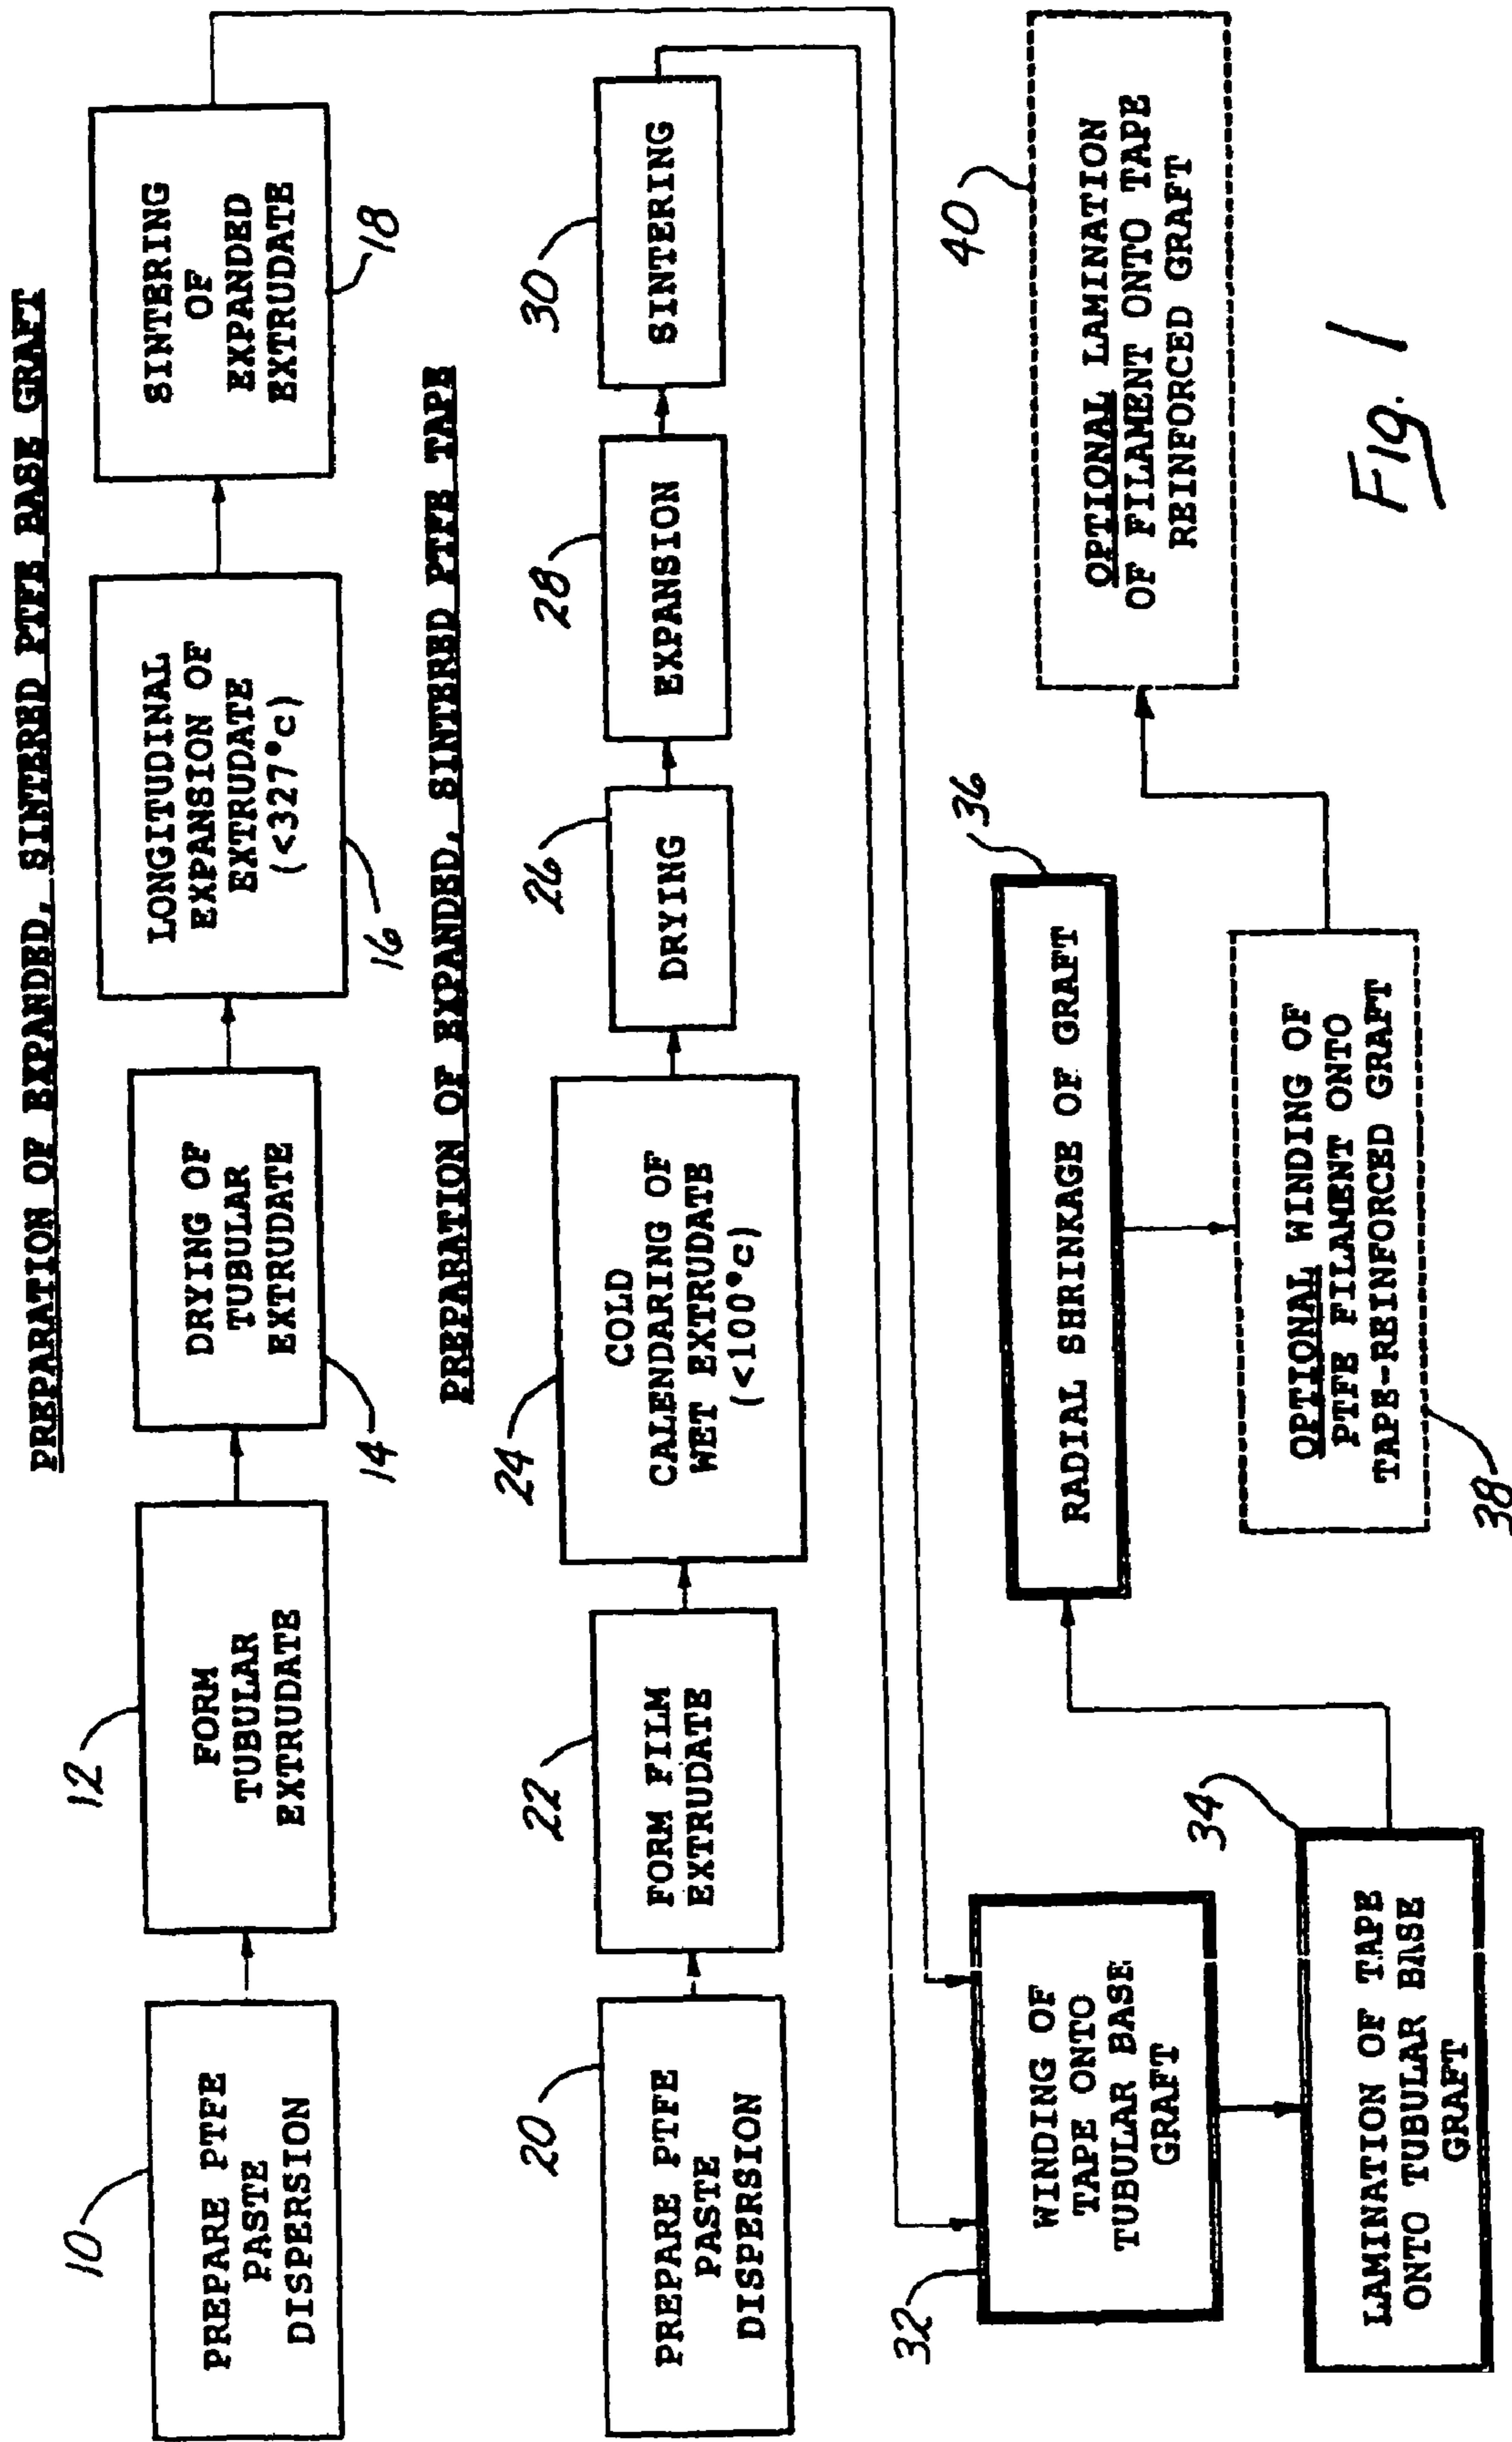 PREPARATION OF EXPANDED, SINTERED PTFE BASE GRAFT
10
PREPARE PTFE
PASTE
DISPERSION
12
FORM
TUBULAR
EXTRUDATE
14
DRYING OF
TUBULAR
EXTRUDATE
16
LONGITUDINAL
EXPANSION OF
EXTRUDATE
(<327°C)
18
SINTERING
OF
EXPANDED
EXTRUDATE
PREPARATION OF EXPANDED, SINTERED PTFE TAPE
20
PREPARE PTFE
PASTE
DISPERSION
22
FORM FILM
EXTRUDATE
24
COLD
CALENDARING OF
WET EXTRUDATE
(<100°C)
26
DRYING
28
EXPANSION
30
SINTERING
32
WINDING OF
TAPE ONTO
TUBULAR BASE
GRAFT
34
LAMINATION OF TAPE
ONTO TUBULAR BASE
GRAFT
36
RADIAL SHRINKAGE OF GRAFT
38
OPTIONAL WINDING OF
PTFE FILAMENT ONTO
TAPE-REINFORCED GRAFT
40
OPTIONAL LAMINATION
OF FILAMENT ONTO TAPE
REINFORCED GRAFT
Fig. 1